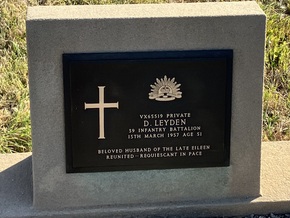 VX65519 PRIVATE
D. LEYDEN
39 INFANTRY BATTALION
15TH MARCH 1957 AGE 51
BELOVED HUSBAND OF THE LATE EILEEN
REUNITED - REQUIESCANT IN PACE